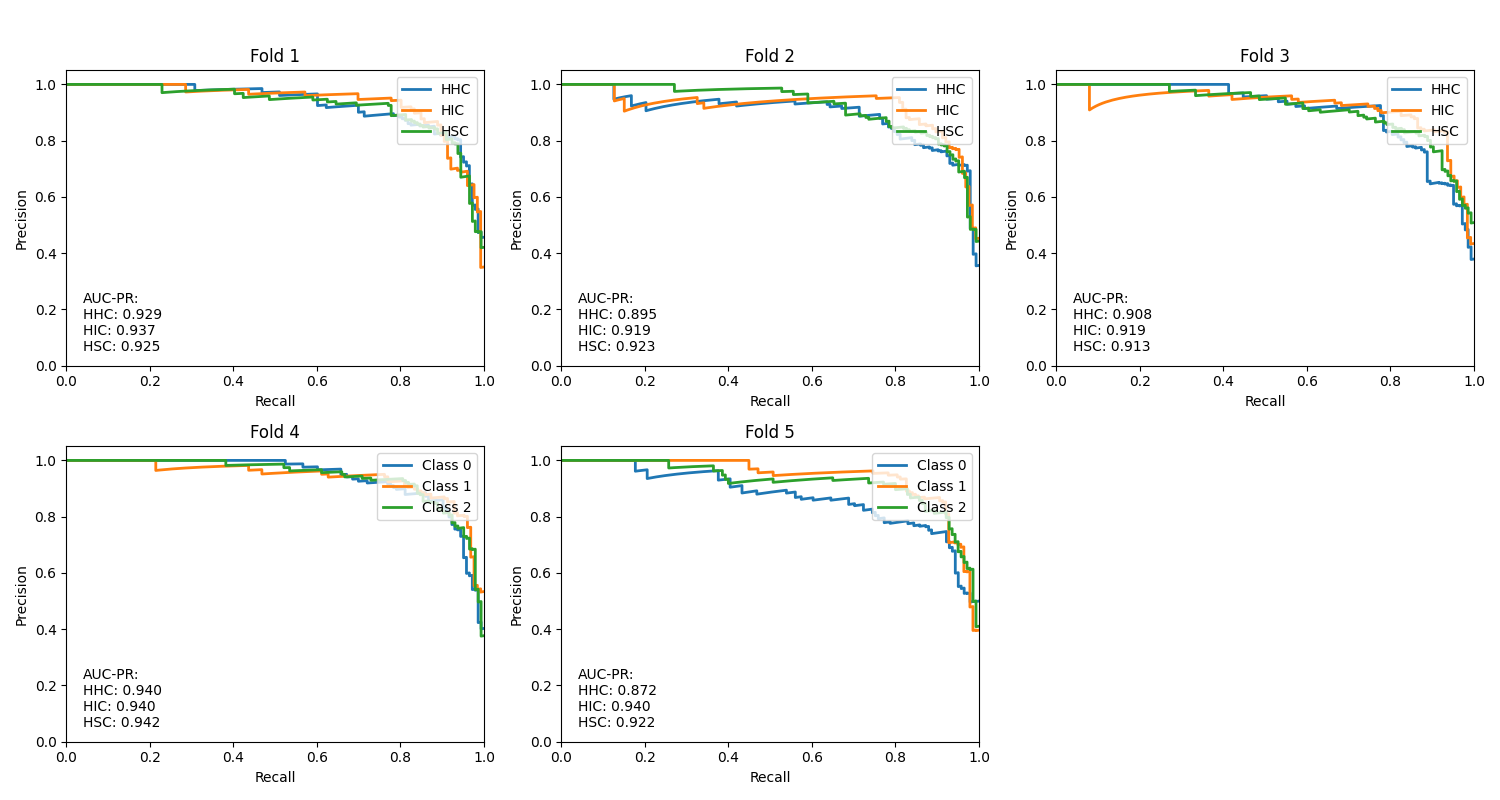 Fold 1
1.0
0.8
0.6
0.4
0.2
0.0
Precision
HHC
HIC
HSC
AUC-PR:
HHC: 0.929
HIC: 0.937
HSC: 0.925
0.0 0.2 0.4 0.6 0.8 1.0
Recall
Fold 2
1.0
0.8
0.6
0.4
0.2
0.0
Precision
HHC
HIC
HSC
AUC-PR:
HHC: 0.895
HIC: 0.919
HSC: 0.923
0.0 0.2 0.4 0.6 0.8 1.0
Recall
Fold 3
1.0
0.8
0.6
0.4
0.2
0.0
Precision
HHC
HIC
HSC
AUC-PR:
HHC: 0.908
HIC: 0.919
HSC: 0.913
0.0 0.2 0.4 0.6 0.8 1.0
Recall
Fold 4
1.0
0.8
0.6
0.4
0.2
0.0
Precision
Class 0
Class 1
Class 2
AUC-PR:
HHC: 0.940
HIC: 0.940
HSC: 0.942
0.0 0.2 0.4 0.6 0.8 1.0
Recall
Fold 5
1.0
0.8
0.6
0.4
0.2
0.0
Precision
Class 0
Class 1
Class 2
AUC-PR:
HHC: 0.872
HIC: 0.940
HSC: 0.922
0.0 0.2 0.4 0.6 0.8 1.0
Recall